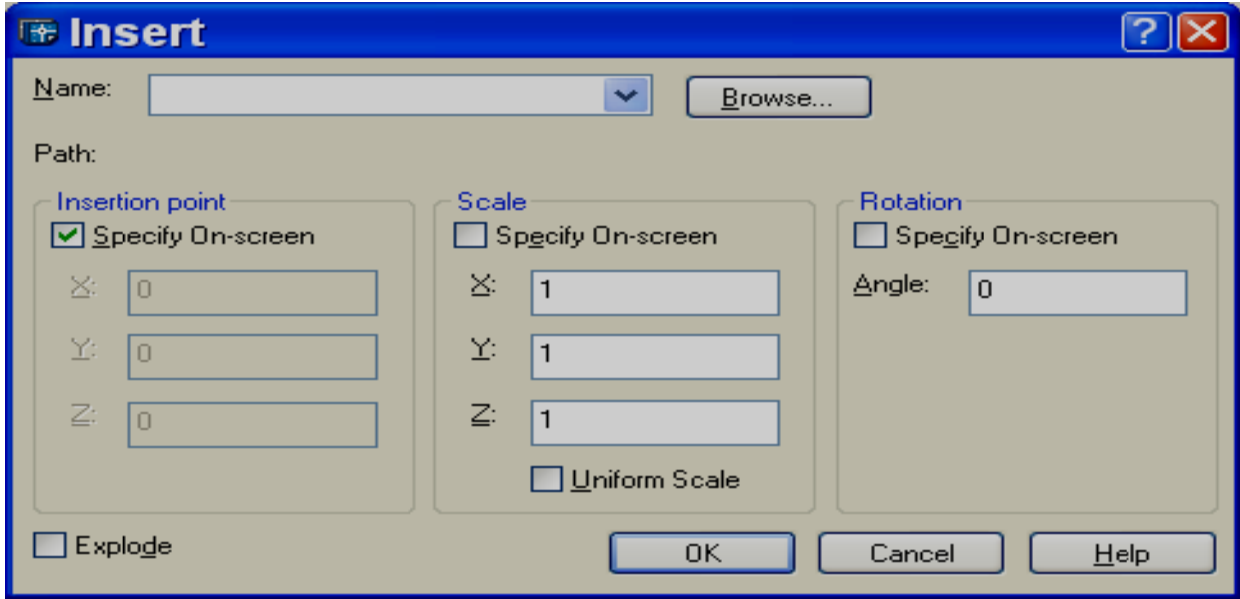 Insert
Name: Browse...
Path:
Insertion point Scale Rotation
Specify On-screen Specify On-screen Specify On-screen
X: 0 X: 1 Angle: 0
Y: 0 Y: 1
Z: 0 Z: 1
Uniform Scale
Explode OK Cancel Help